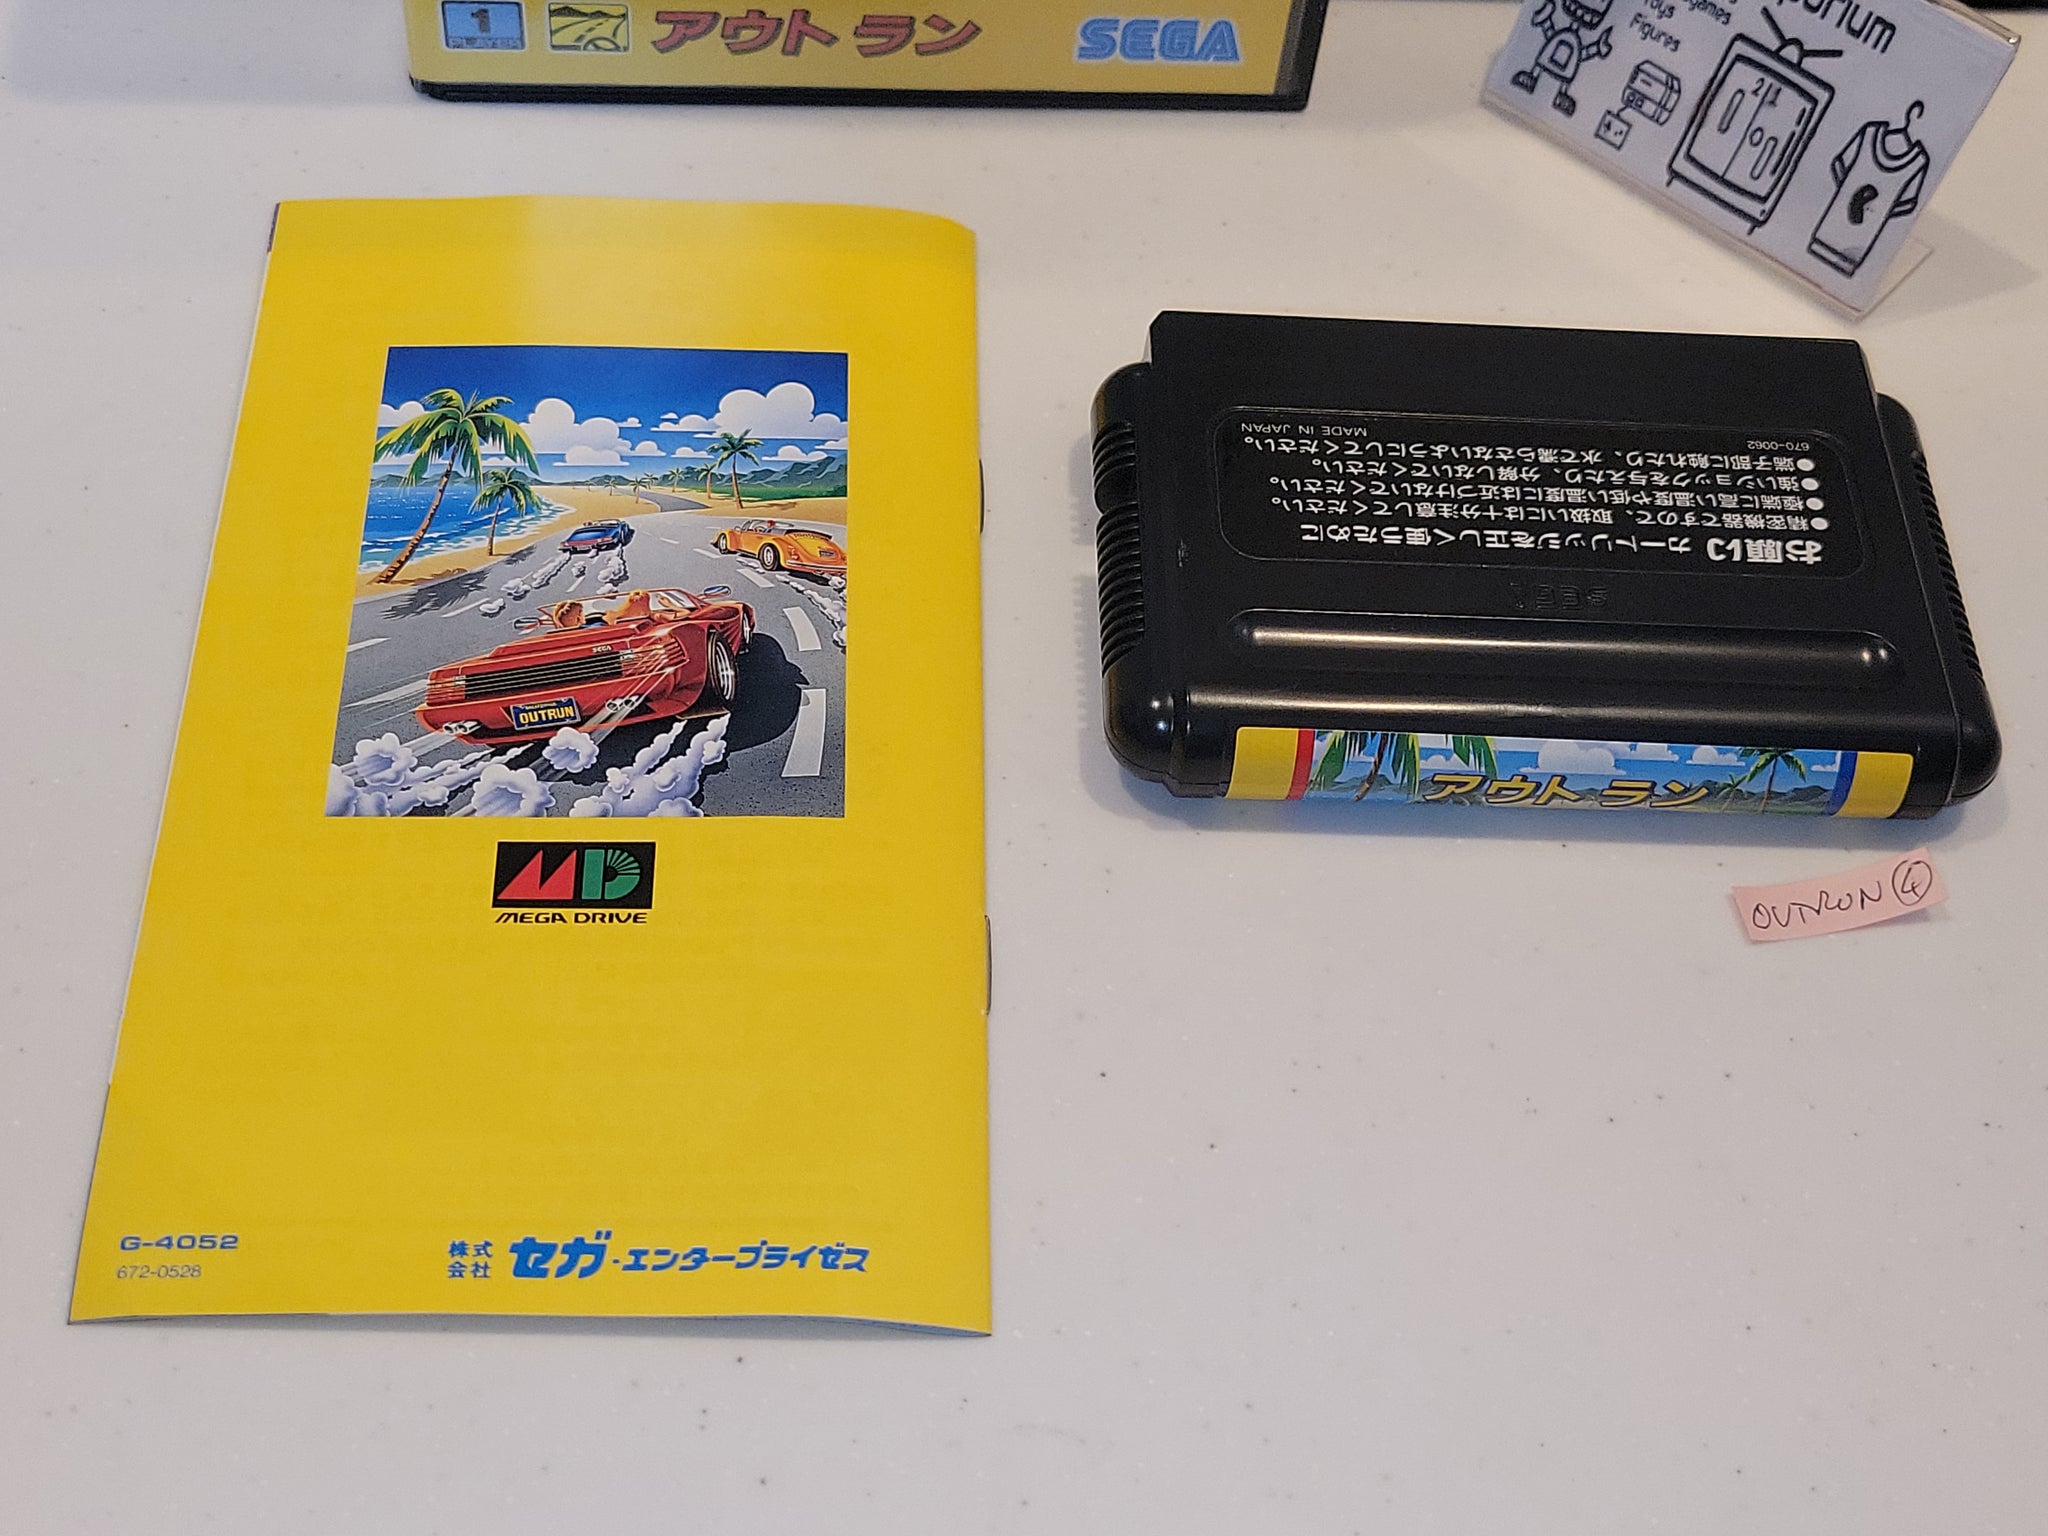 1
PLAYER
アウト ラン
SEGA
Toys
Figures
21
SEGA
OUTRUN
MD
MEGA DRIVE
G-4052
672-0528
株式会社 セガ・エンタープライゼス
お願い カートリッジを正しく使うために
●精密機器ですので、取扱いには十分注意してください。
●極端に高い温度や低い温度には近づけないでください。
●強いショックを与えたり、分解しないでください。
●端子部に触れたり、水で濡らさないようにしてください。
670-0062
MADE IN JAPAN
SEGA
アウト ラン
OUTRUN ④